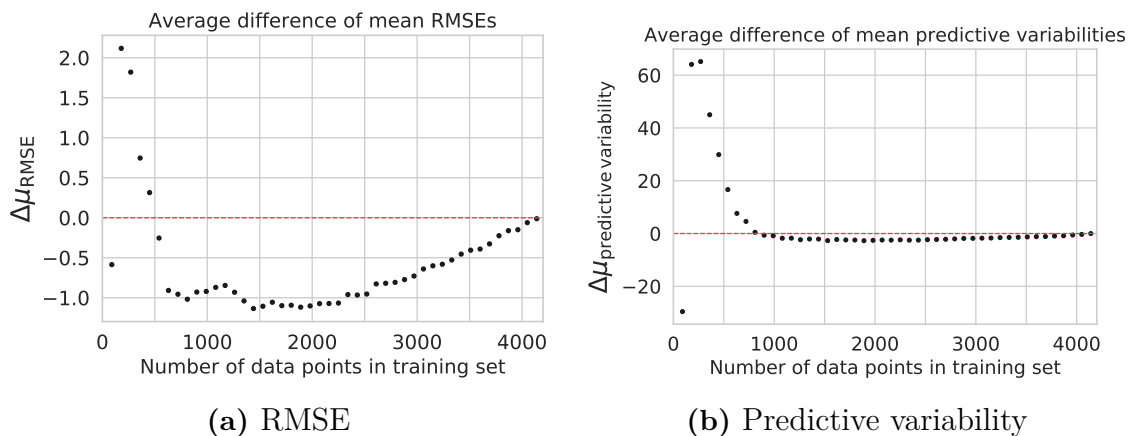 Average difference of mean RMSEs
2.0
1.5
1.0
0.5
0.0
−0.5
−1.0
ΔμRMSE
0 1000 2000 3000 4000
Number of data points in training set
(a) RMSE
Average difference of mean predictive variabilities
60
40
20
0
−20
Δμpredictive variability
0 1000 2000 3000 4000
Number of data points in training set
(b) Predictive variability